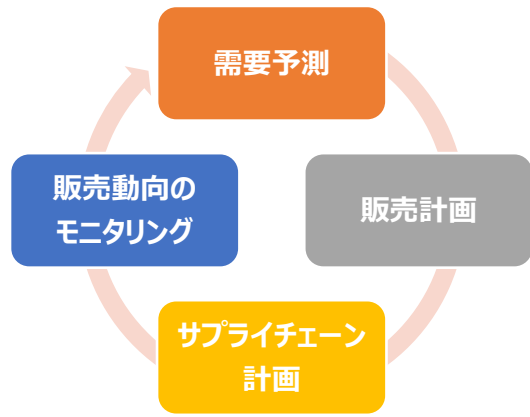 需要予測
販売計画
サプライチェーン
計画
販売動向の
モニタリング